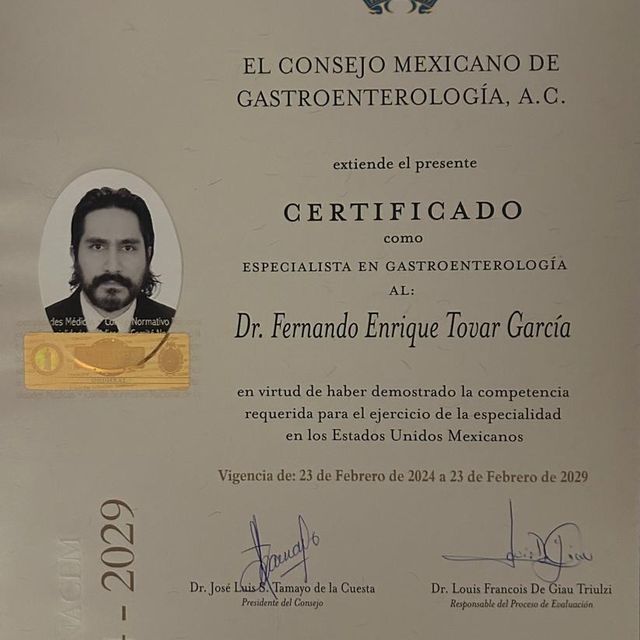 EL CONSEJO MEXICANO DE
GASTROENTEROLOGÍA, A.C.
extiende el presente
CERTIFICADO
como
ESPECIALISTA EN GASTROENTEROLOGÍA
AL:
Dr. Fernando Enrique Tovar García
en virtud de haber demostrado la competencia
requerida para el ejercicio de la especialidad
en los Estados Unidos Mexicanos
Vigencia de: 23 de Febrero de 2024 a 23 de Febrero de 2029
Dr. José Luis S. Tamayo de la Cuesta
Presidente del Consejo
Dr. Louis Francois De Giau Triulzi
Responsable del Proceso de Evaluación
Normativo
1
- 2029